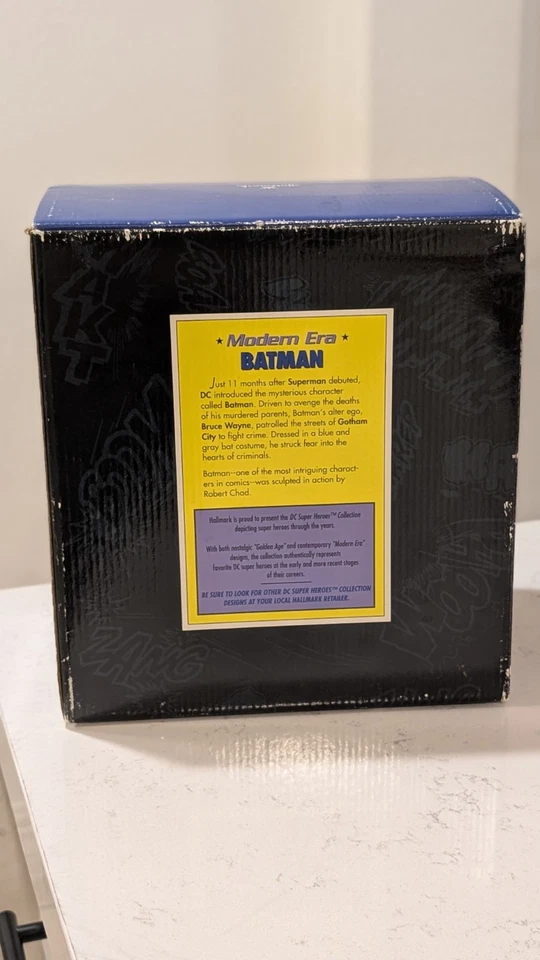 ★ Modern Era ★
BATMAN
Just 11 months after Superman debuted,
DC introduced the mysterious character
called Batman. Driven to avenge the deaths
of his murdered parents, Batman's alter ego,
Bruce Wayne, patrolled the streets of Gotham
City to fight crime. Dressed in a blue and
gray bat costume, he struck fear into the
hearts of criminals.
Batman--one of the most intriguing charact-
ers in comics--was sculpted in action by
Robert Chad.
Hallmark is proud to present the DC Super Heroes™ Collection
depicting super heroes through the years.
With both nostalgic "Golden Age" and contemporary "Modern Era"
designs, the collection authentically represents
favorite DC super heroes at the early and more recent stages
of their careers.
BE SURE TO LOOK FOR OTHER DC SUPER HEROES™ COLLECTION
DESIGNS AT YOUR LOCAL HALLMARK RETAILER.